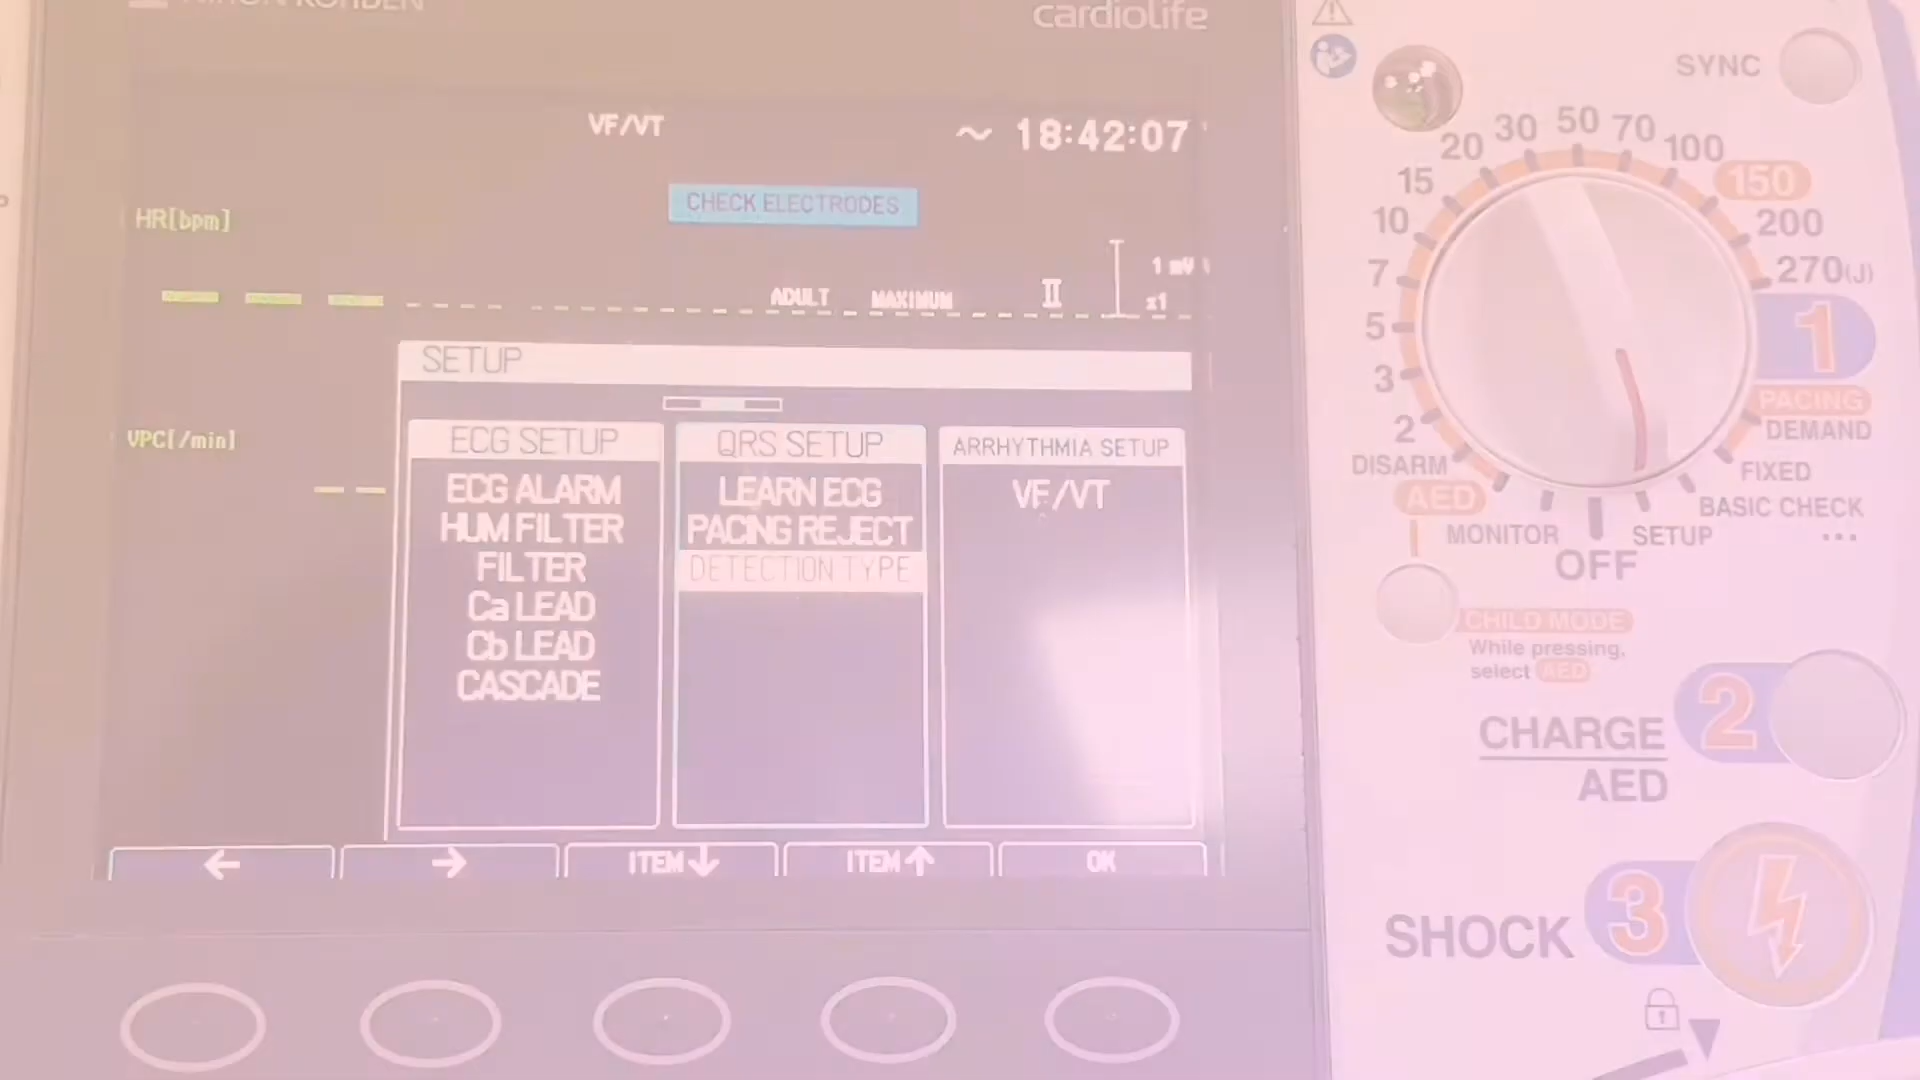 KOHDEN
cardiolife
VF/VT
~ 18:42:07
CHECK ELECTRODES
HR[bpm]
ADULT MAXIMUM II 1 mV
x1
SETUP
VPC[/min]
ECG SETUP
ECG ALARM
HUM FILTER
FILTER
Ca LEAD
Cb LEAD
CASCADE
QRS SETUP
LEARN ECG
PACING REJECT
DETECTION TYPE
ARRHYTHMIA SETUP
VF/VT
← → ITEM↓ ITEM↑ OK
SYNC
DISARM
2
3
5
7
10
15
20
30
50
70
100
150
200
270(J)
1
PACING
DEMAND
FIXED
BASIC CHECK
...
SETUP
OFF
MONITOR
AED
CHILD MODE
While pressing,
select AED
CHARGE
AED
2
SHOCK
3